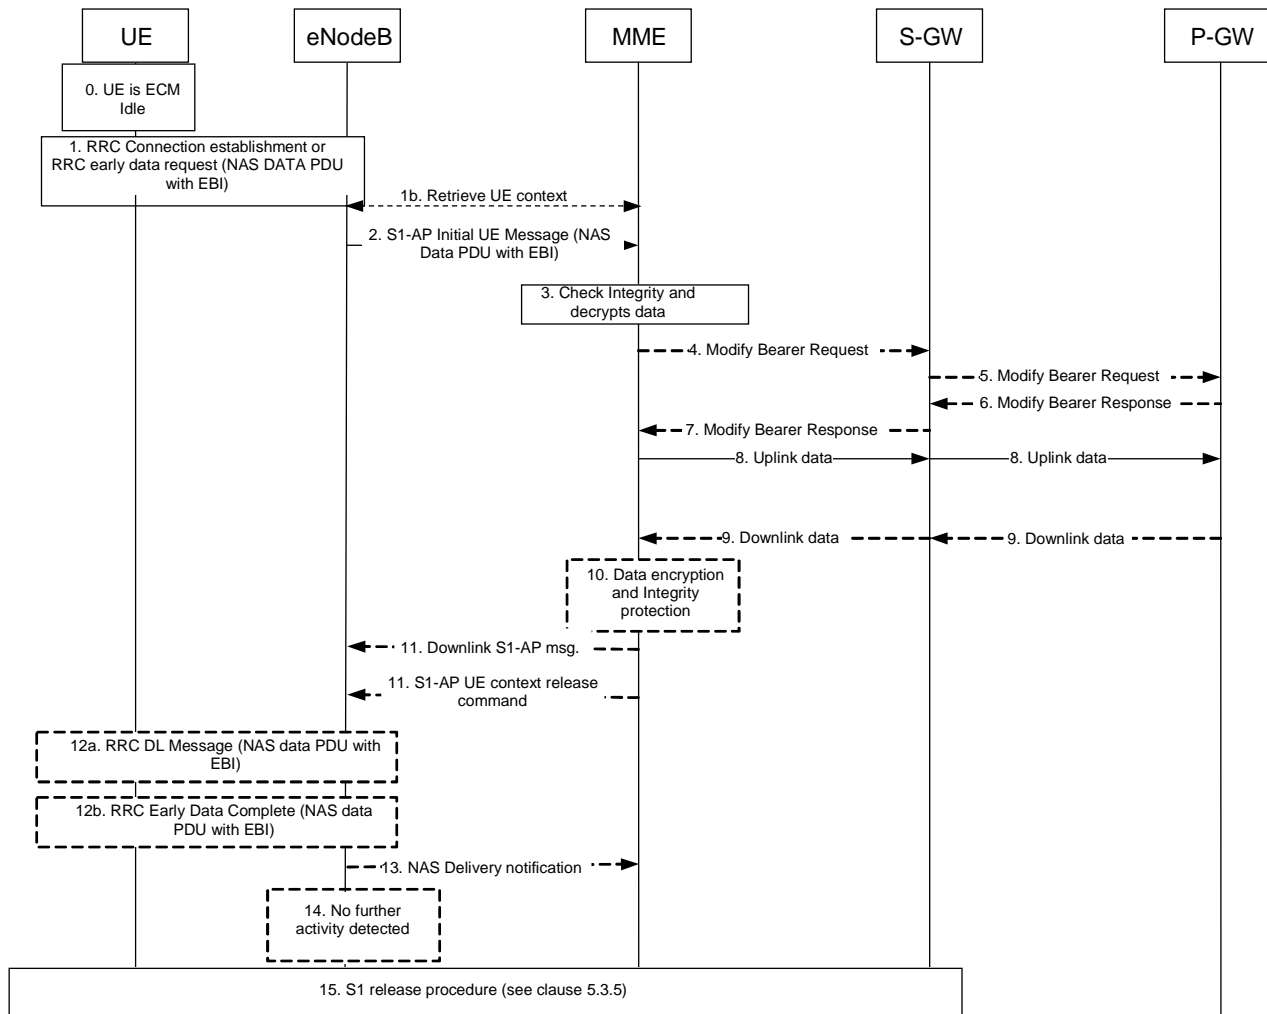 UE
eNodeB
MME
S-GW
P-GW
0. UE is ECM
Idle
1. RRC Connection establishment or
RRC early data request (NAS DATA PDU
with EBI)
1b. Retrieve UE context
2. S1-AP Initial UE Message (NAS
Data PDU with EBI)
3. Check Integrity and
decrypts data
4. Modify Bearer Request
5. Modify Bearer Request
6. Modify Bearer Response
7. Modify Bearer Response
8. Uplink data
8. Uplink data
9. Downlink data
9. Downlink data
10. Data encryption
and Integrity
protection
11. Downlink S1-AP msg.
11. S1-AP UE context release
command
12a. RRC DL Message (NAS data PDU with
EBI)
12b. RRC Early Data Complete (NAS data
PDU with EBI)
13. NAS Delivery notification
14. No further
activity detected
15. S1 release procedure (see clause 5.3.5)